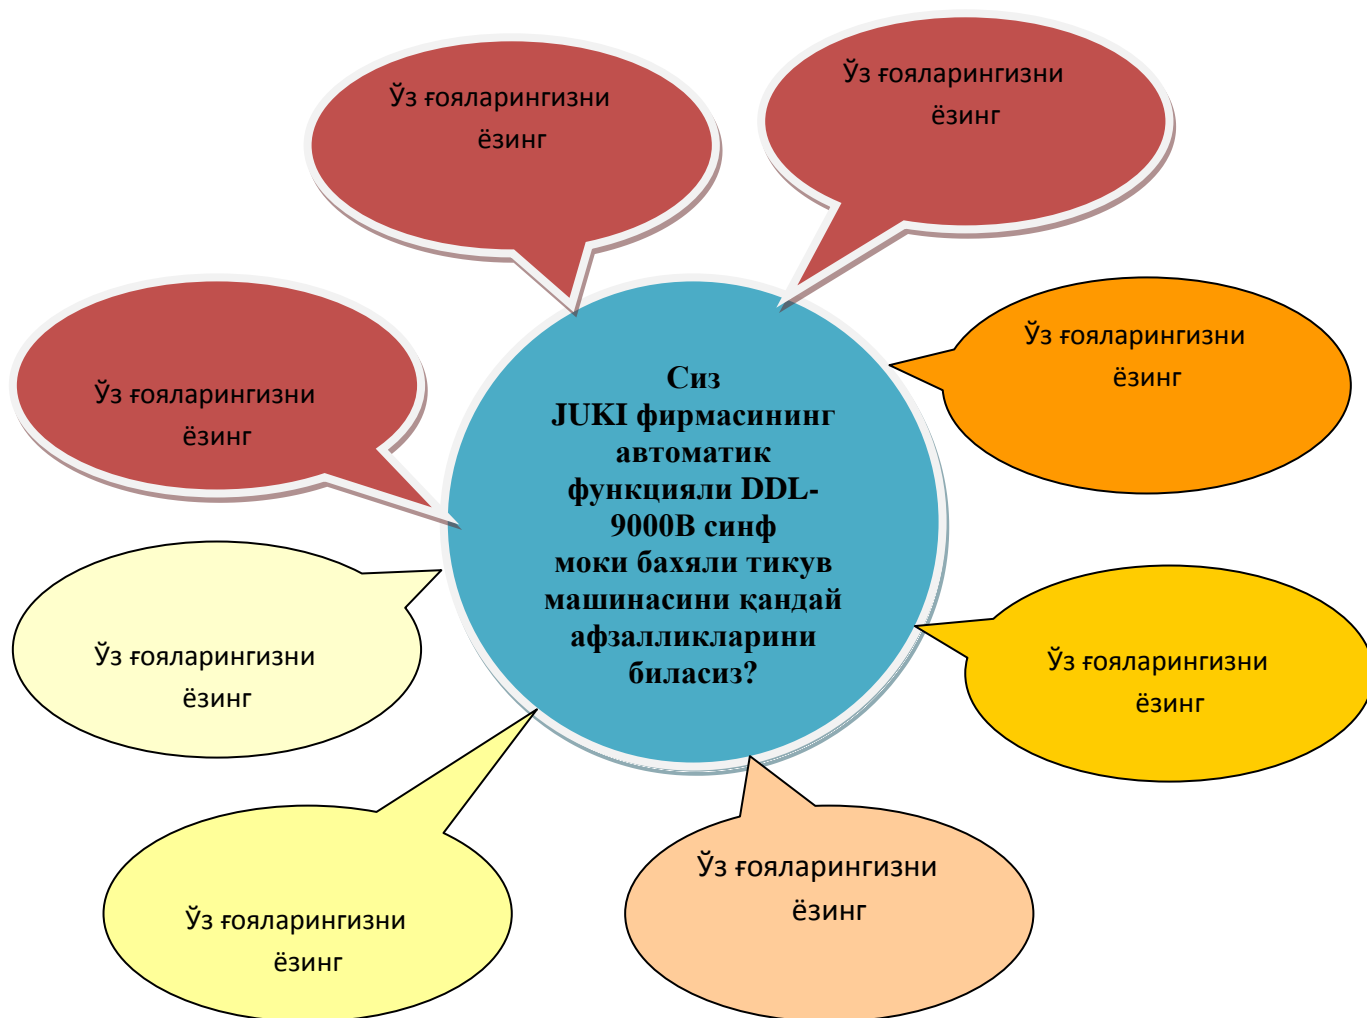 Ўз ғояларингизни
ёзинг
Ўз ғояларингизни
ёзинг
Ўз ғояларингизни
ёзинг
Ўз ғояларингизни
ёзинг
Сиз
JUKI фирмасининг
автоматик
функцияли DDL-
9000B синф
моки бахяли тикув
машинасини қандай
афзалликларини
биласиз?
Ўз ғояларингизни
ёзинг
Ўз ғояларингизни
ёзинг
Ўз ғояларингизни
ёзинг
Ўз ғояларингизни
ёзинг